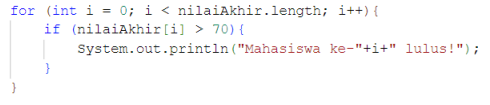 for (int i = 0; i < nilaiAkhir.length; i++){
    if (nilaiAkhir[i] > 70){
        System.out.println("Mahasiswa ke-"+i+" lulus!");
    }
}